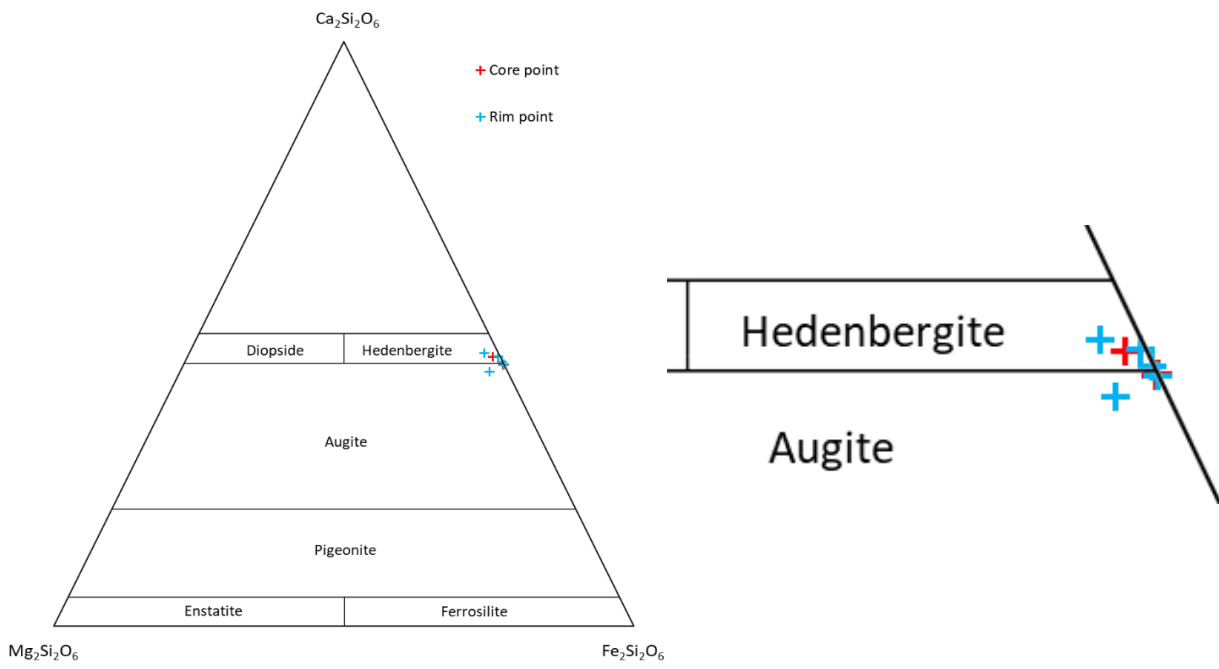 Ca₂Si₂O₆
Core point
Rim point
Diopside
Hedenbergite
Augite
Pigeonite
Enstatite
Ferrosilite
Mg₂Si₂O₆
Fe₂Si₂O₆
Hedenbergite
Augite